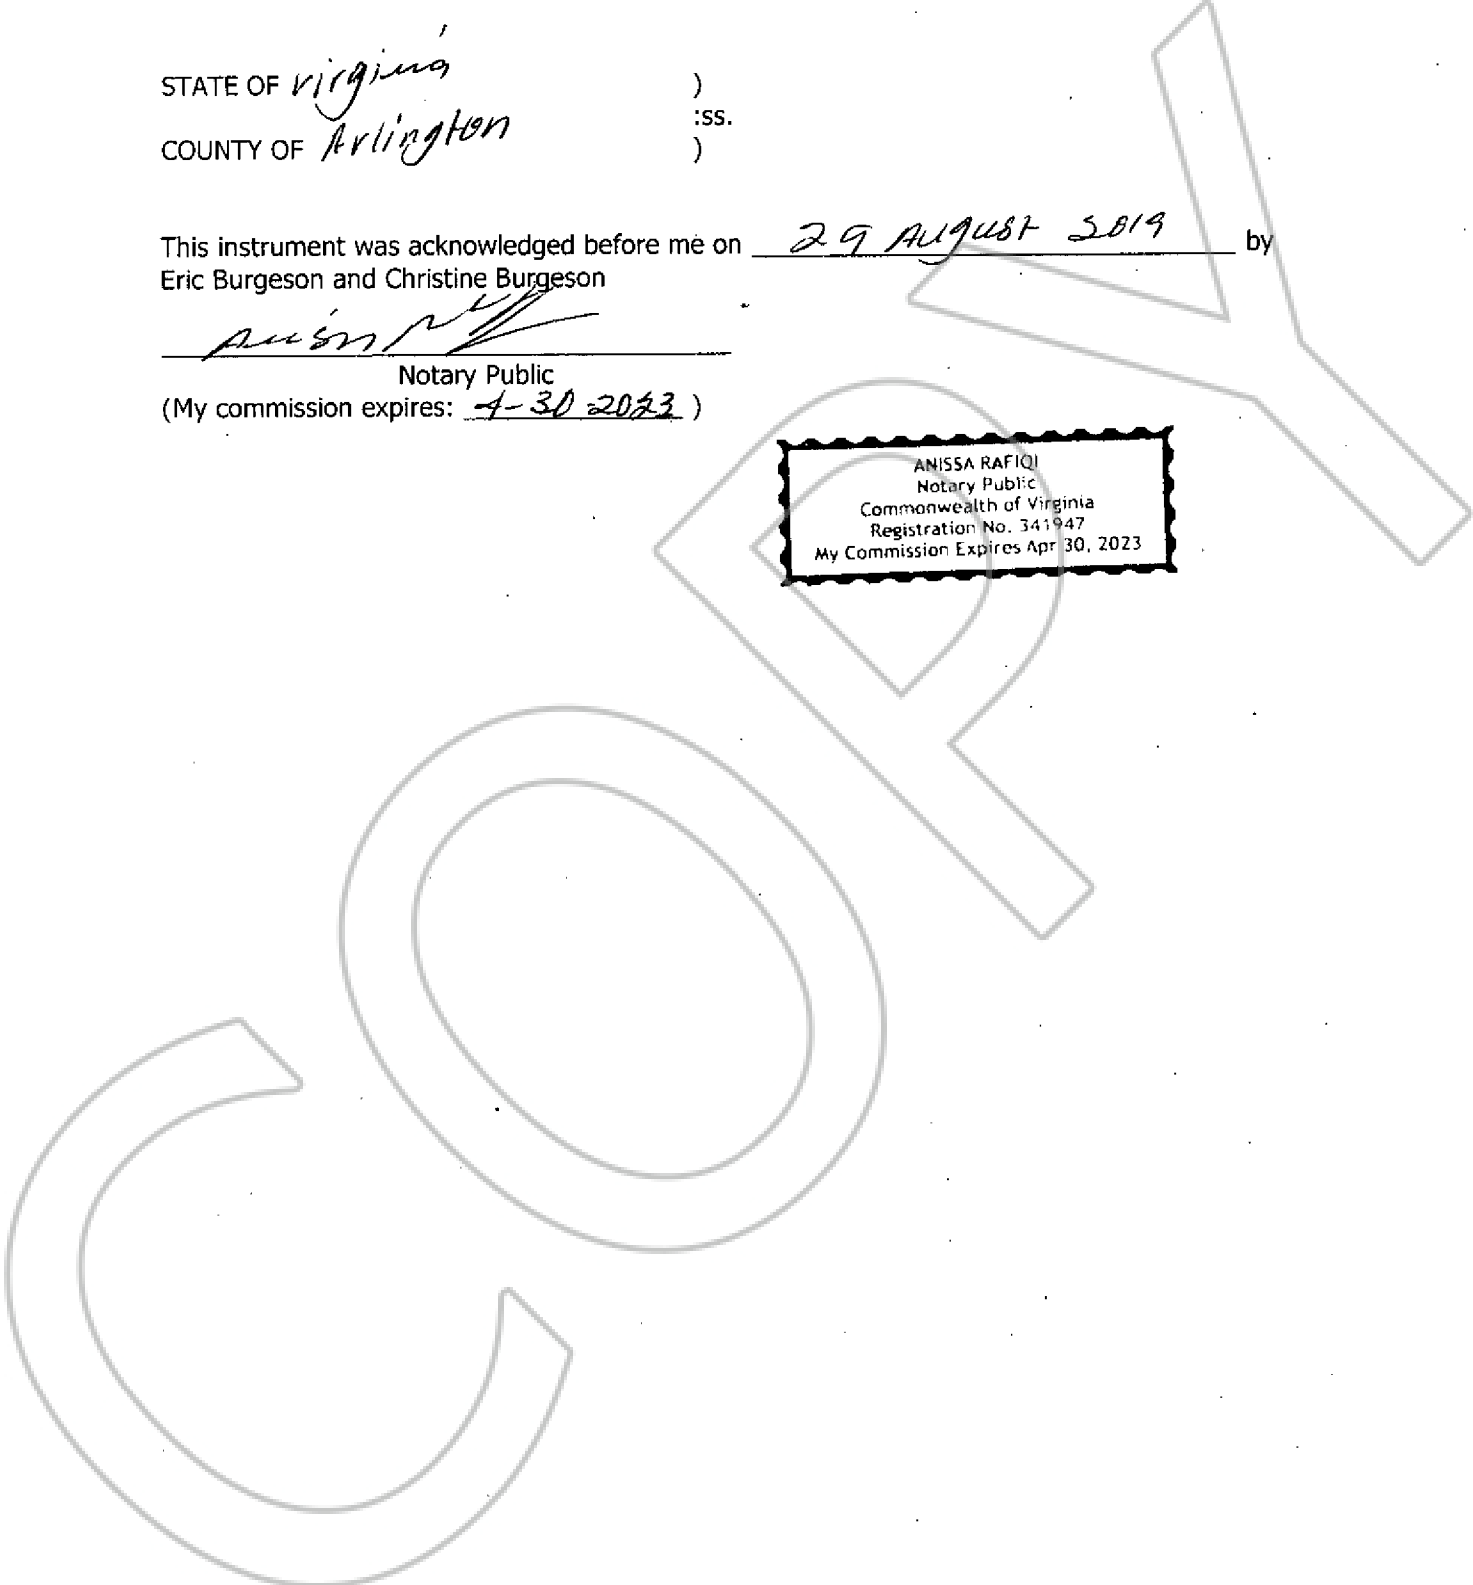 STATE OF Virginia )
:ss.
COUNTY OF Arlington )
This instrument was acknowledged before me on 29 August 2019 by
Eric Burgeson and Christine Burgeson
Notary Public
(My commission expires: 4-30-2023 )
ANISSA RAFIQI
Notary Public
Commonwealth of Virginia
Registration No. 341947
My Commission Expires Apr 30, 2023
COPY